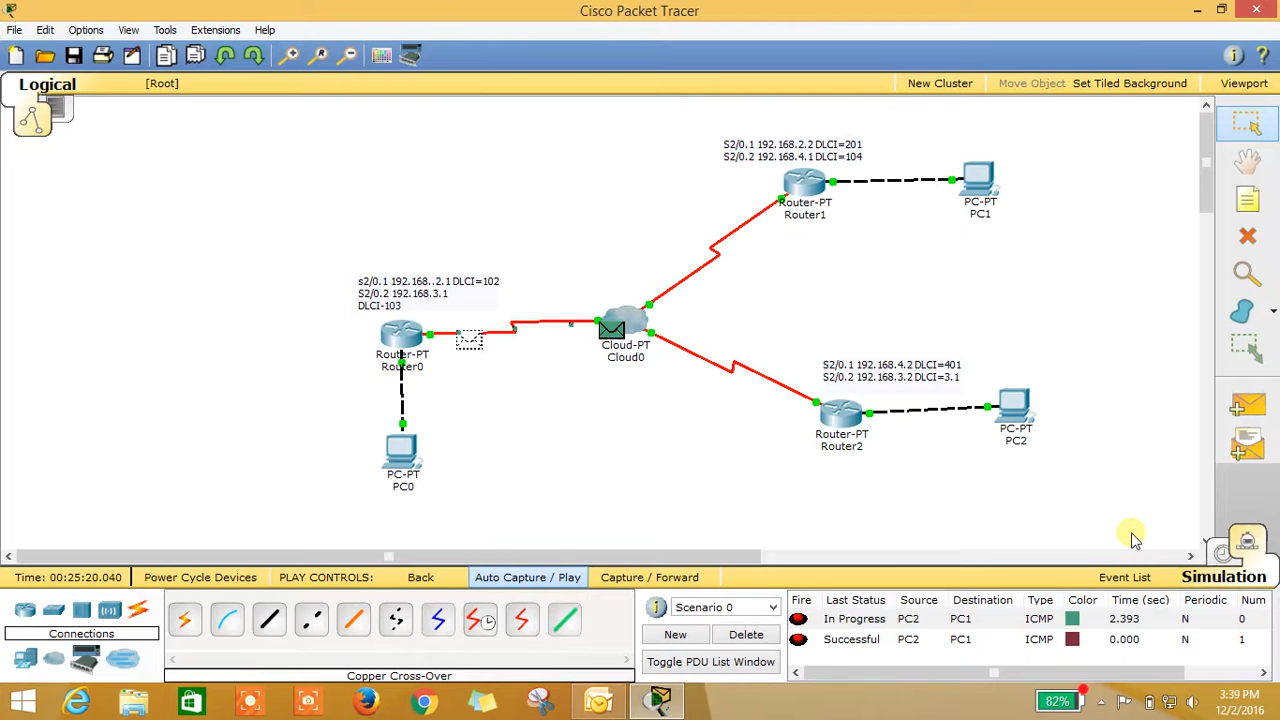 Cisco Packet Tracer
File Edit Options View Tools Extensions Help
Logical [Root] New Cluster Move Object Set Tiled Background Viewport
S2/0.1 192.168.2.2 DLCI=201
S2/0.2 192.168.4.1 DLCI=104
Router-PT
Router1
PC-PT
PC1
s2/0.1 192.168..2.1 DLCI=102
S2/0.2 192.168.3.1
DLCI-103
Router-PT
Router0
Cloud-PT
Cloud0
S2/0.1 192.168.4.2 DLCI=401
S2/0.2 192.168.3.2 DLCI=3.1
Router-PT
Router2
PC-PT
PC2
PC-PT
PC0
Time: 00:25:20.040 Power Cycle Devices PLAY CONTROLS: Back Auto Capture / Play Capture / Forward Event List Simulation
Connections
Copper Cross-Over
Scenario 0
New Delete
Toggle PDU List Window
Fire Last Status Source Destination Type Color Time (sec) Periodic Num
In Progress PC2 PC1 ICMP 2.392 N 0
Successful PC2 PC1 ICMP 0.000 N 1
82%
3:39 PM
12/2/2016